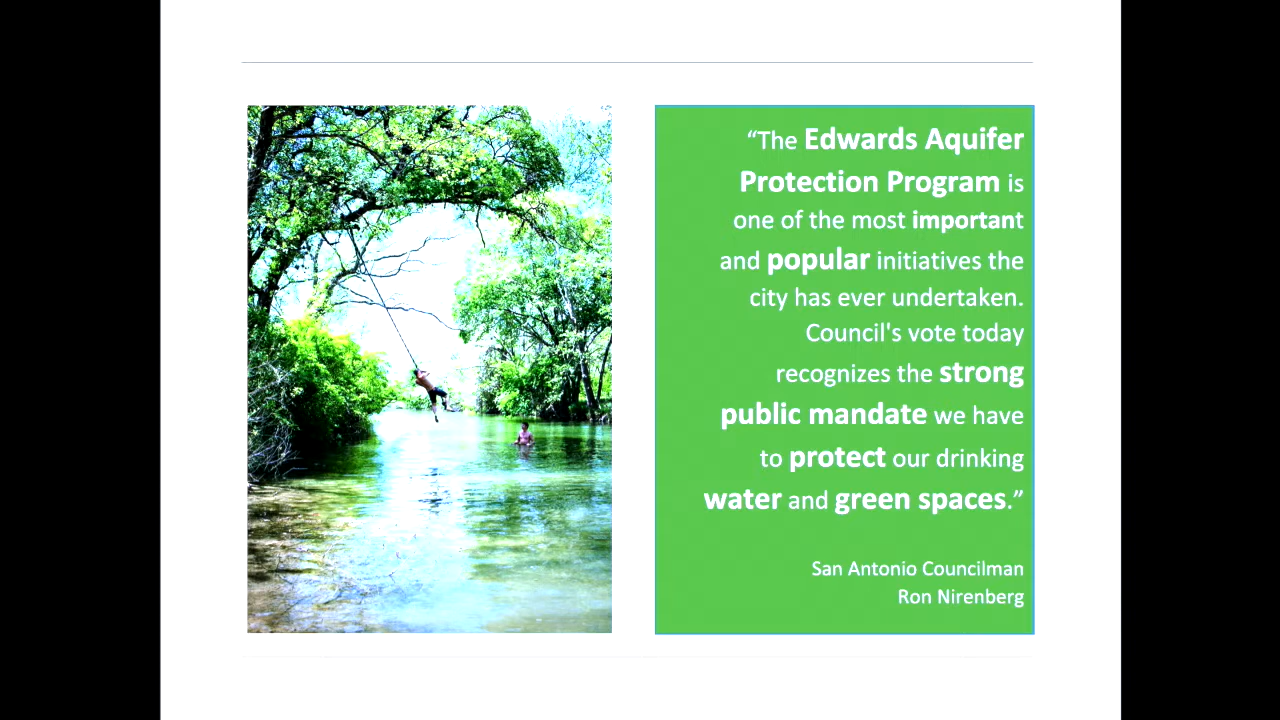 “The Edwards Aquifer
Protection Program is
one of the most important
and popular initiatives the
city has ever undertaken.
Council's vote today
recognizes the strong
public mandate we have
to protect our drinking
water and green spaces.”
San Antonio Councilman
Ron Nirenberg